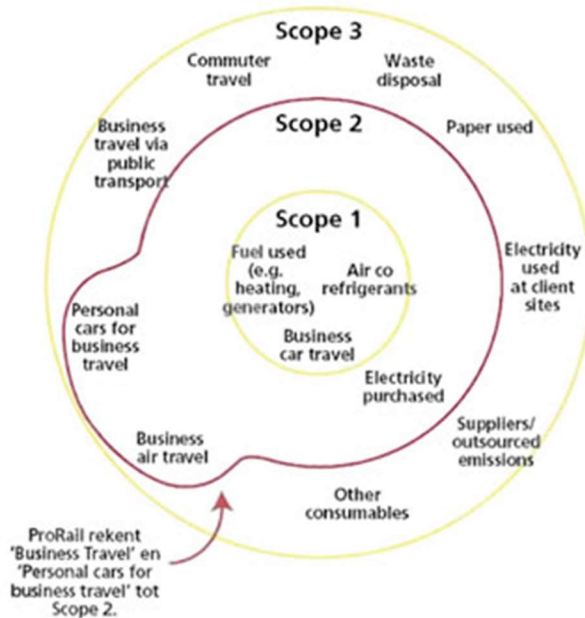 Scope 3
Commuter
travel
Waste
disposal
Business
travel via
public
transport
Scope 2
Paper used
Scope 1
Fuel used
(e.g.
heating,
generators)
Air co
refrigerants
Business
car travel
Electricity
used
at client
sites
Personal
cars for
business
travel
Electricity
purchased
Business
air travel
Suppliers/
outsourced
emissions
Other
consumables
ProRail rekent
'Business Travel' en
'Personal cars for
business travel' tot
Scope 2.